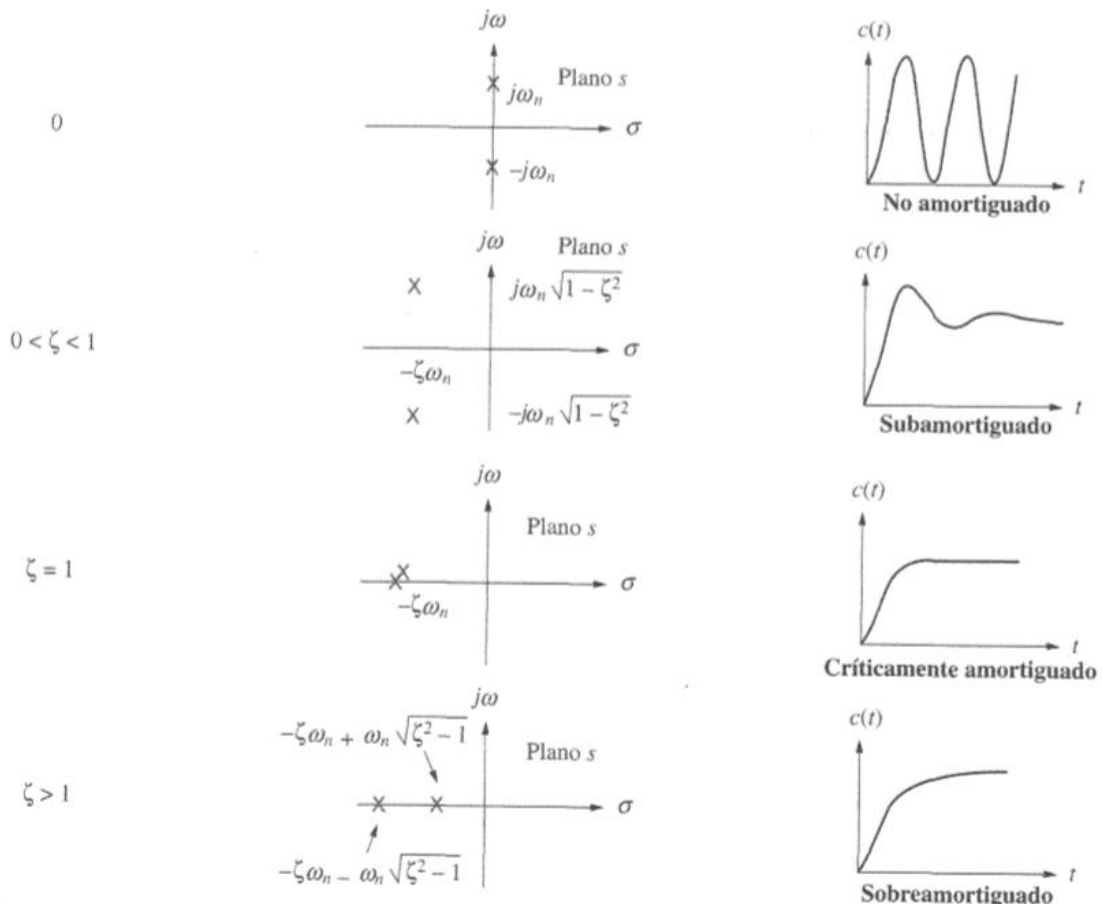 jω
c(t)
Plano s
0
jωₙ
σ
−jωₙ
t
No amortiguado
jω
Plano s
c(t)
jωₙ√(1 − ζ²)
0 < ζ < 1
σ
−ζωₙ
−jωₙ√(1 − ζ²)
t
Subamortiguado
jω
c(t)
Plano s
ζ = 1
σ
−ζωₙ
t
Críticamente amortiguado
jω
c(t)
−ζωₙ + ωₙ√(ζ² − 1)
Plano s
ζ > 1
σ
−ζωₙ − ωₙ√(ζ² − 1)
t
Sobreamortiguado